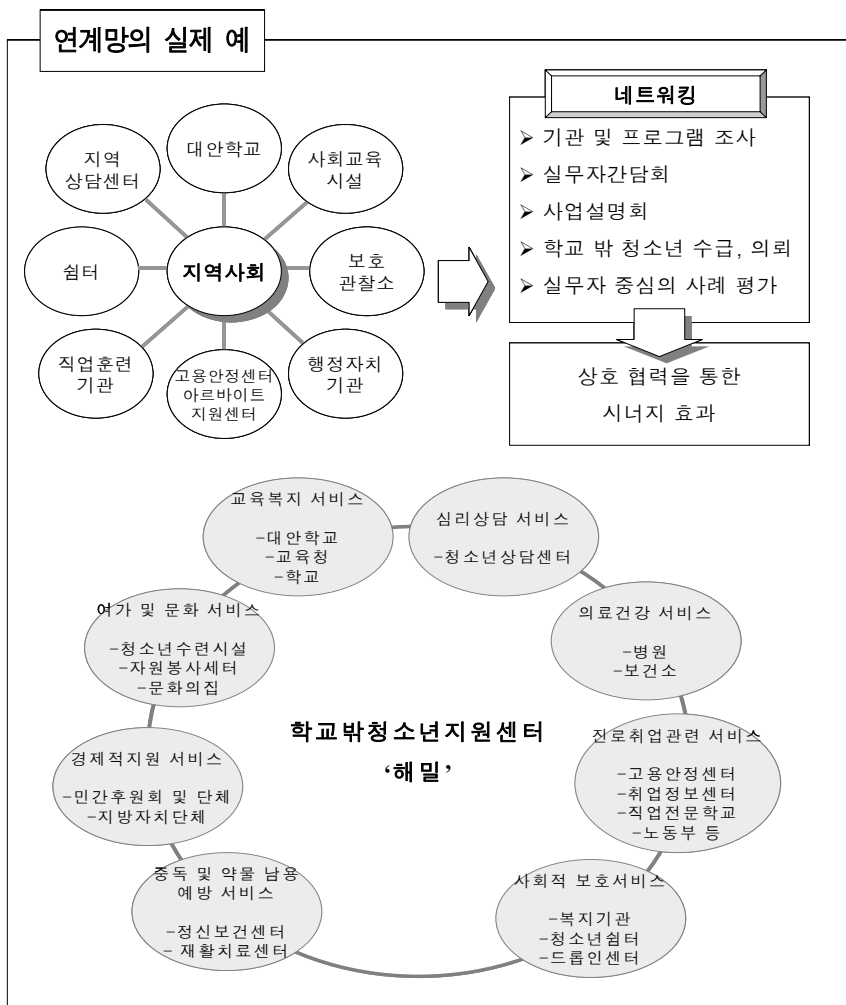 연계망의 실제 예
네트워킹
➢ 기관 및 프로그램 조사
➢ 실무자간담회
➢ 사업설명회
➢ 학교 밖 청소년 수급, 의뢰
➢ 실무자 중심의 사례 평가
대안학교
지역
상담센터
사회교육
시설
쉼터
지역사회
보호
관찰소
직업훈련
기관
고용안정센터
아르바이트
지원센터
행정자치
기관
상호 협력을 통한
시너지 효과
교육복지 서비스
-대안학교
-교육청
-학교
심리상담 서비스
-청소년상담센터
여가 및 문화 서비스
-청소년수련시설
-자원봉사세터
-문화의집
의료건강 서비스
-병원
-보건소
학교밖청소년지원센터
‘해밀’
경제적지원 서비스
-민간후원회 및 단체
-지방자치단체
진로취업관련 서비스
-고용안정센터
-취업정보센터
-직업전문학교
-노동부 등
중독 및 약물 남용
예방 서비스
-정신보건센터
- 재활치료센터
사회적 보호서비스
-복지기관
-청소년쉼터
-드롭인센터